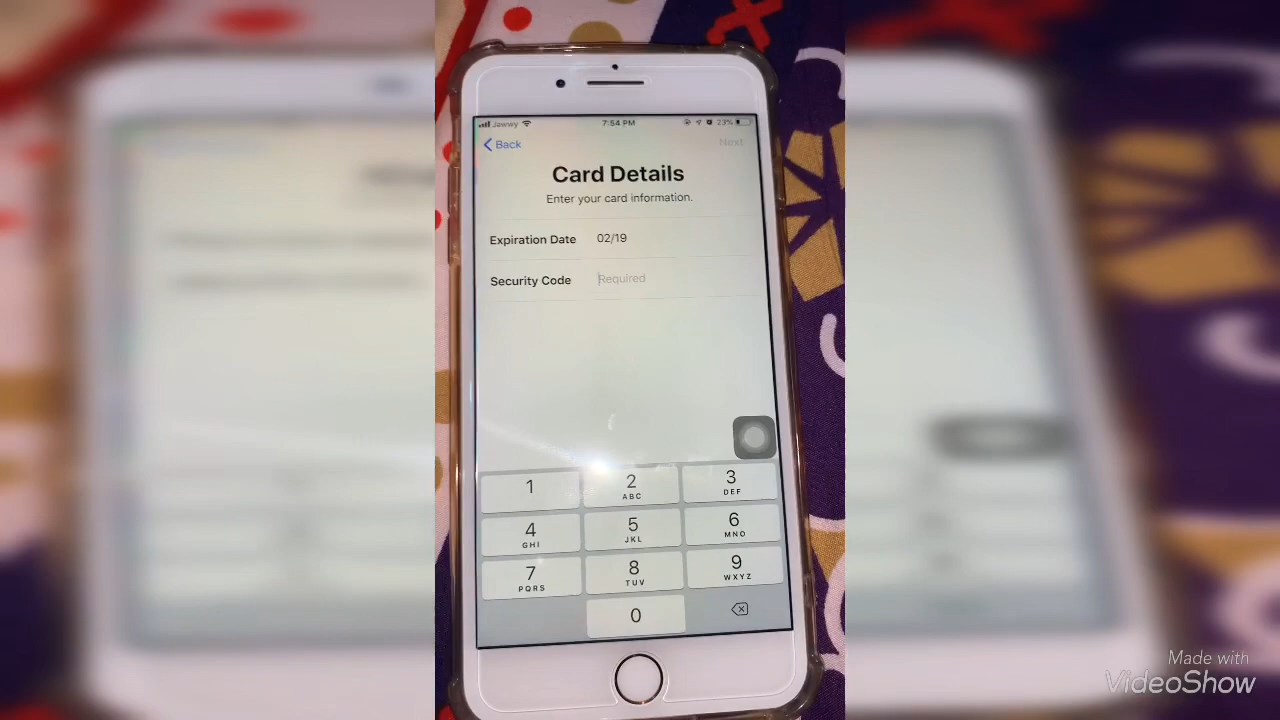 Jawwy 7:54 PM 23%
Back Next
Card Details
Enter your card information.
Expiration Date 02/19
Security Code Required
1 2 3
ABC DEF
4 5 6
GHI JKL MNO
7 8 9
PQRS TUV WXYZ
0
Made with
VideoShow